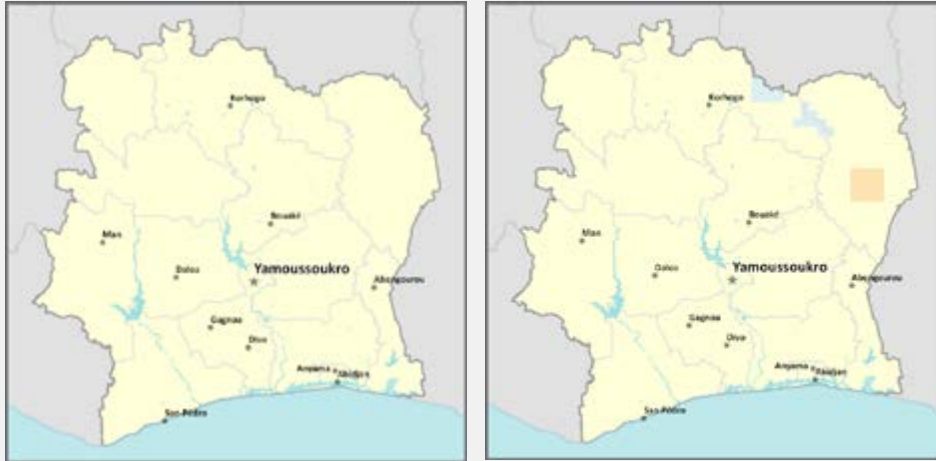 Korhogo
Bouaké
Man
Daloa
Yamoussoukro
Abengourou
Gagnoa
Divo
Anyama
Abidjan
San-Pédro
Korhogo
Bouaké
Man
Daloa
Yamoussoukro
Abengourou
Gagnoa
Divo
Anyama
Abidjan
San-Pédro